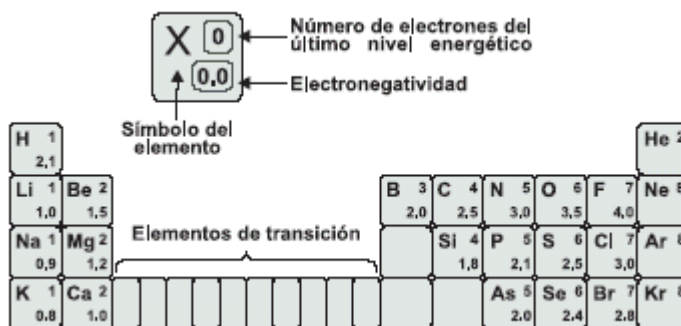 X 0
0,0
Número de electrones del
último nivel energético
Electronegatividad
Símbolo del
elemento
H 1
2,1
He 2
Li 1
1,0
Be 2
1,5
B 3
2,0
C 4
2,5
N 5
3,0
O 6
3,5
F 7
4,0
Ne 8
Na 1
0,9
Mg 2
1,2
Elementos de transición
Si 4
1,8
P 5
2,1
S 6
2,5
Cl 7
3,0
Ar 8
K 1
0.8
Ca 2
1.0
As 5
2.0
Se 6
2.4
Br 7
2.8
Kr 8